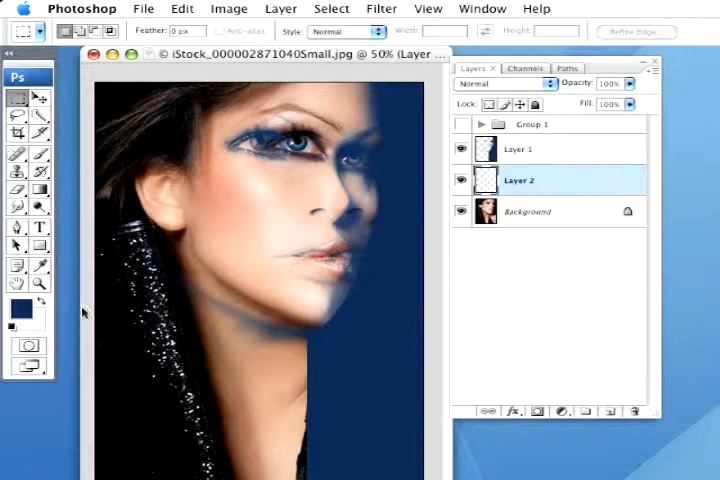 Photoshop File Edit Image Layer Select Filter View Window Help
Feather: 0 px Anti-alias Style: Normal Width: Height: Refine Edge...
© iStock_000002871040Small.jpg @ 50% (Layer ...
Ps
Layers × Channels Paths
Normal Opacity: 100%
Lock: Fill: 100%
Group 1
Layer 1
Layer 2
Background
T